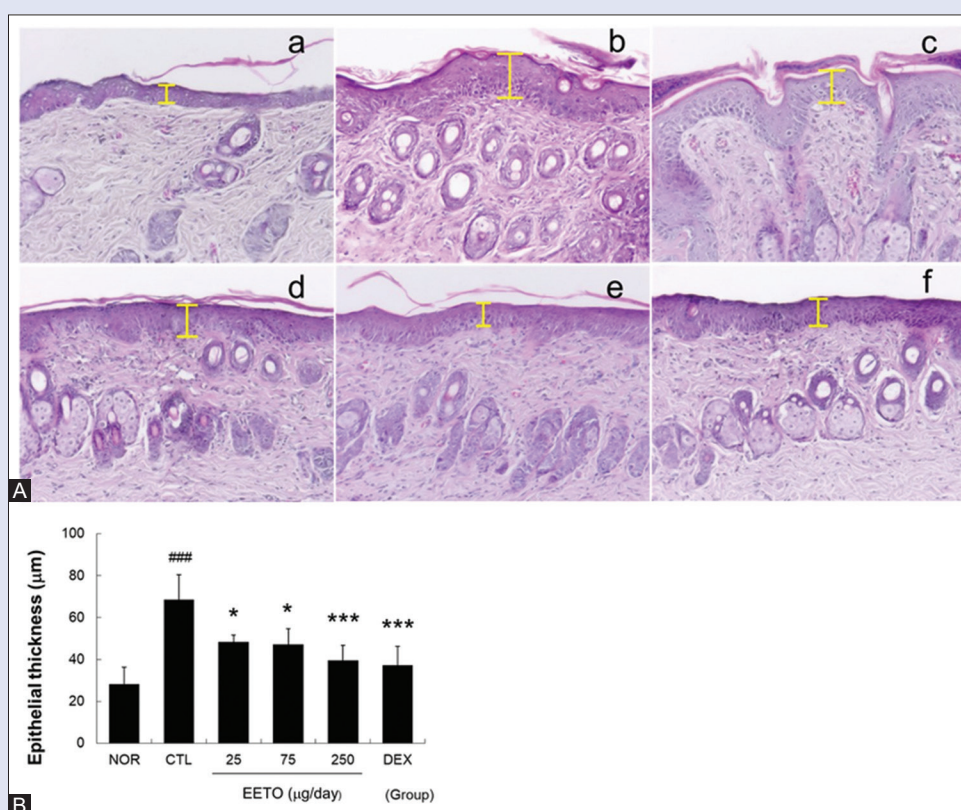 a b c
d e f
A
Epithelial thickness (μm)
100
80
60
40
20
0
###
* * *** ***
NOR CTL 25 75 250 DEX
EETO (μg/day) (Group)
B